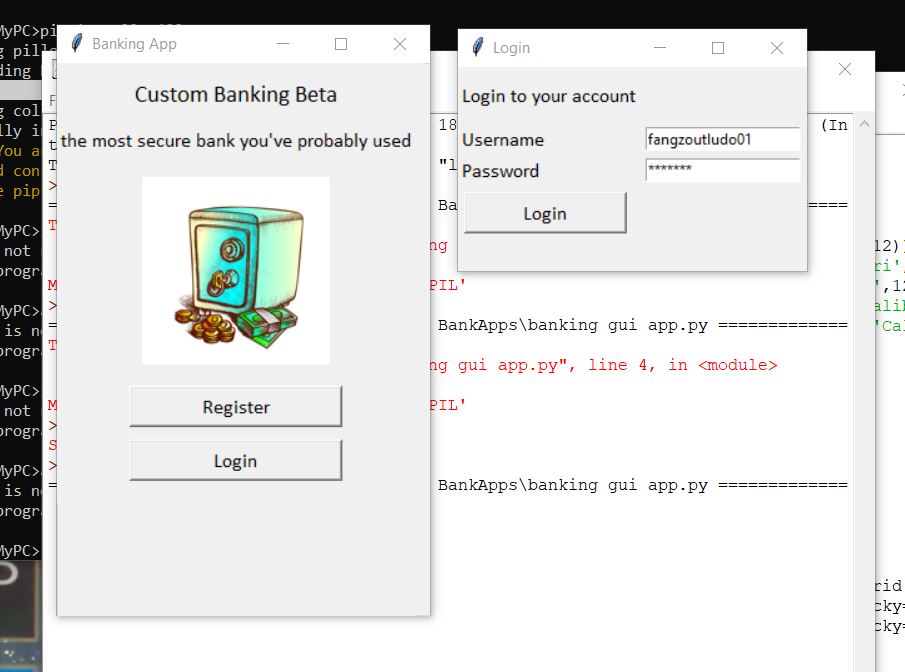 MyPC>pi
Banking App
Login
Custom Banking Beta
the most secure bank you've probably used
Login to your account
Username
fangzoutludo01
Password
*******
Login
Register
Login
18
(In
"l
Ba
====
ng
PIL'
BankApps\banking gui app.py =============
ng gui app.py", line 4, in <module>
PIL'
BankApps\banking gui app.py =============
g pill
ding
g col
lly i
You a
d con
e pip
MyPC>
not
progra
MyPC>
is no
progra
MyPC>
not
progra
MyPC>
is no
progra
MyPC>
12))
ri',
',12
alib
'Cal
rid
cky=
cky=